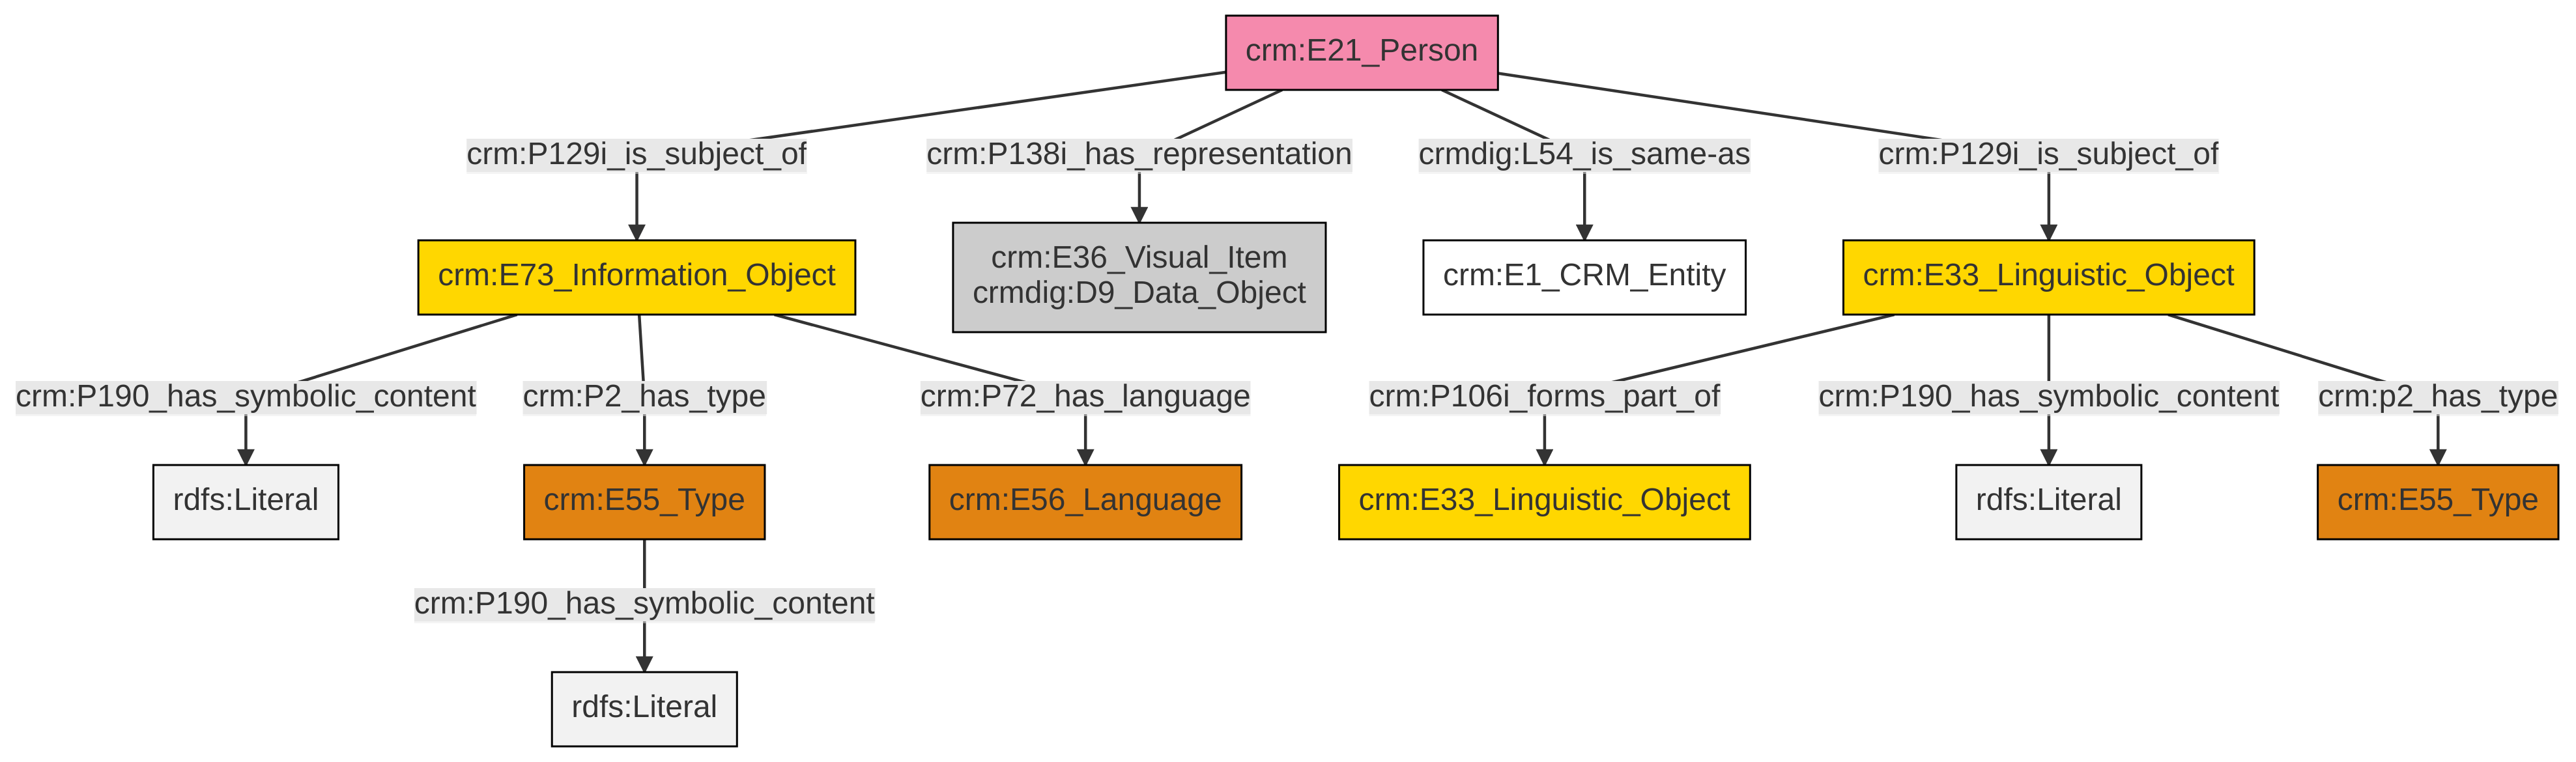 crm:E21_Person
crm:P129i_is_subject_of
crm:P138i_has_representation
crmdig:L54_is_same-as
crm:P129i_is_subject_of
crm:E73_Information_Object
crm:E36_Visual_Item
crmdig:D9_Data_Object
crm:E1_CRM_Entity
crm:E33_Linguistic_Object
crm:P190_has_symbolic_content
crm:P2_has_type
crm:P72_has_language
crm:P106i_forms_part_of
crm:P190_has_symbolic_content
crm:p2_has_type
rdfs:Literal
crm:E55_Type
crm:E56_Language
crm:E33_Linguistic_Object
rdfs:Literal
crm:E55_Type
crm:P190_has_symbolic_content
rdfs:Literal